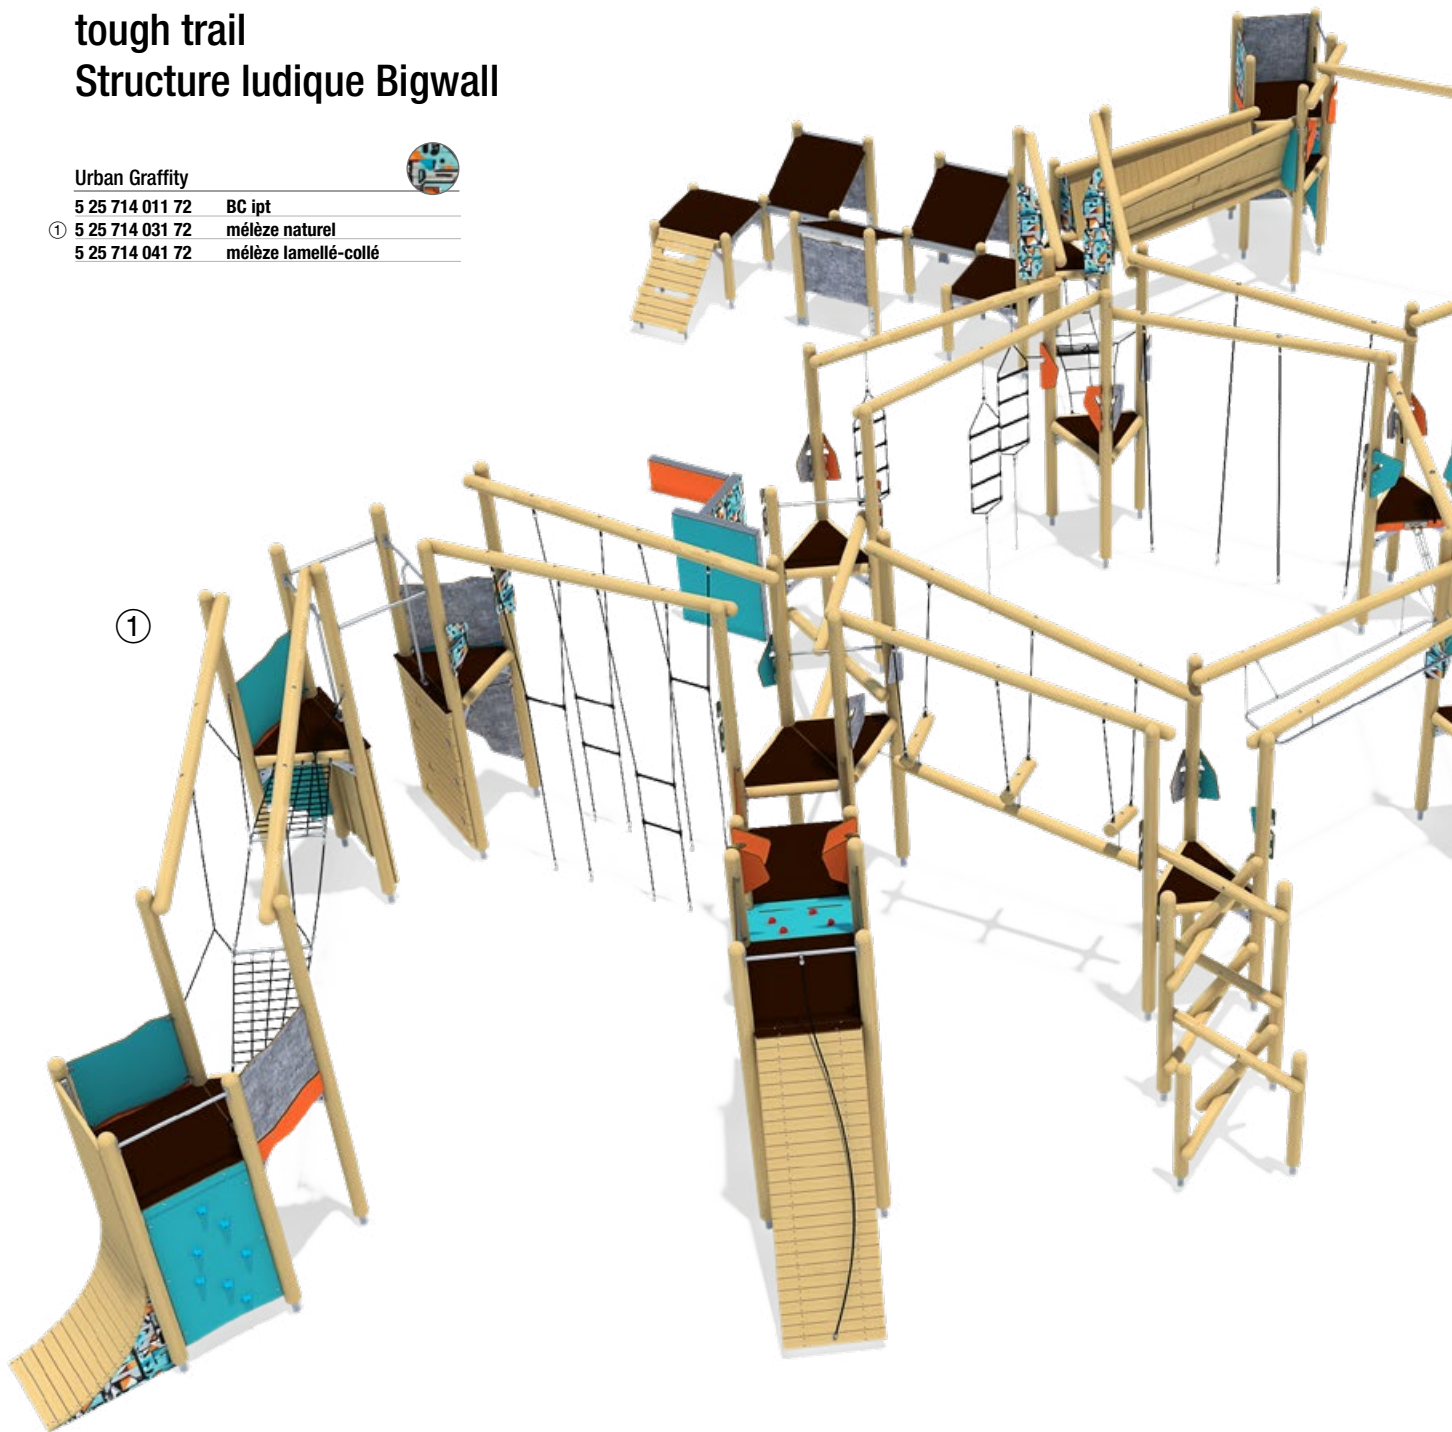 tough trail
Structure ludique Bigwall
Urban Graffity
5 25 714 011 72 BC ipt
① 5 25 714 031 72 mélèze naturel
5 25 714 041 72 mélèze lamellé-collé
①